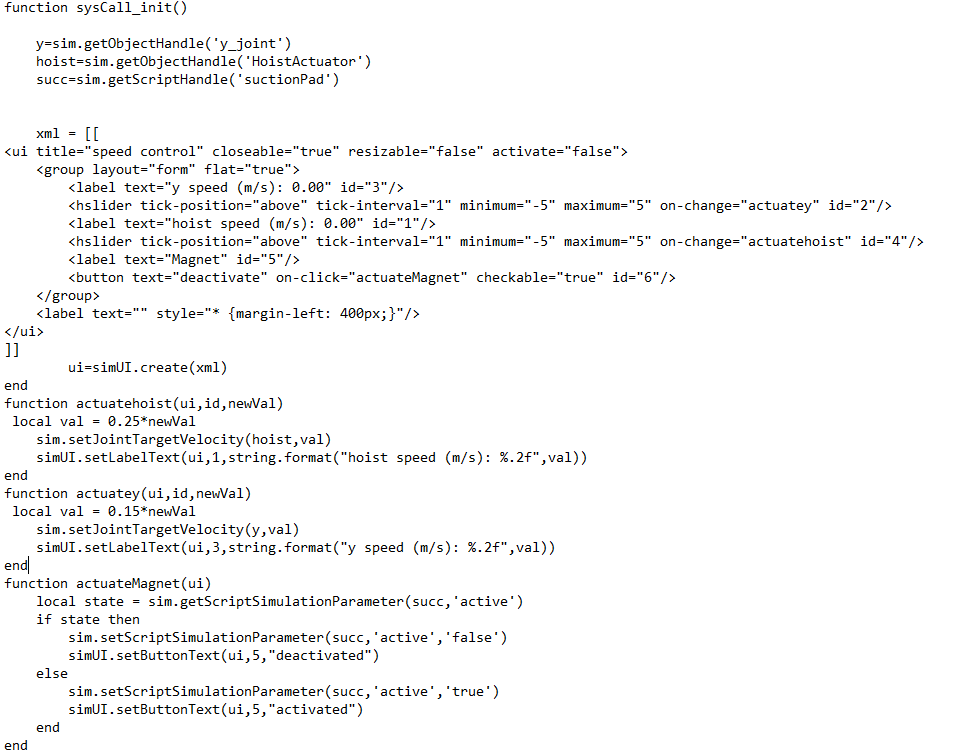 function sysCall_init()
y=sim.getObjectHandle('y_joint')
hoist=sim.getObjectHandle('HoistActuator')
succ=sim.getScriptHandle('suctionPad')
xml = [[
<ui title="speed control" closeable="true" resizable="false" activate="false">
<group layout="form" flat="true">
<label text="y speed (m/s): 0.00" id="3"/>
<hslider tick-position="above" tick-interval="1" minimum="-5" maximum="5" on-change="actuatey" id="2"/>
<label text="hoist speed (m/s): 0.00" id="1"/>
<hslider tick-position="above" tick-interval="1" minimum="-5" maximum="5" on-change="actuatehoist" id="4"/>
<label text="Magnet" id="5"/>
<button text="deactivate" on-click="actuateMagnet" checkable="true" id="6"/>
</group>
<label text="" style="* {margin-left: 400px;}"/>
</ui>
]]
ui=simUI.create(xml)
end
function actuatehoist(ui,id,newVal)
local val = 0.25*newVal
sim.setJointTargetVelocity(hoist,val)
simUI.setLabelText(ui,1,string.format("hoist speed (m/s): %.2f",val))
end
function actuatey(ui,id,newVal)
local val = 0.15*newVal
sim.setJointTargetVelocity(y,val)
simUI.setLabelText(ui,3,string.format("y speed (m/s): %.2f",val))
end
function actuateMagnet(ui)
local state = sim.getScriptSimulationParameter(succ,'active')
if state then
sim.setScriptSimulationParameter(succ,'active','false')
simUI.setButtonText(ui,5,"deactivated")
else
sim.setScriptSimulationParameter(succ,'active','true')
simUI.setButtonText(ui,5,"activated")
end
end